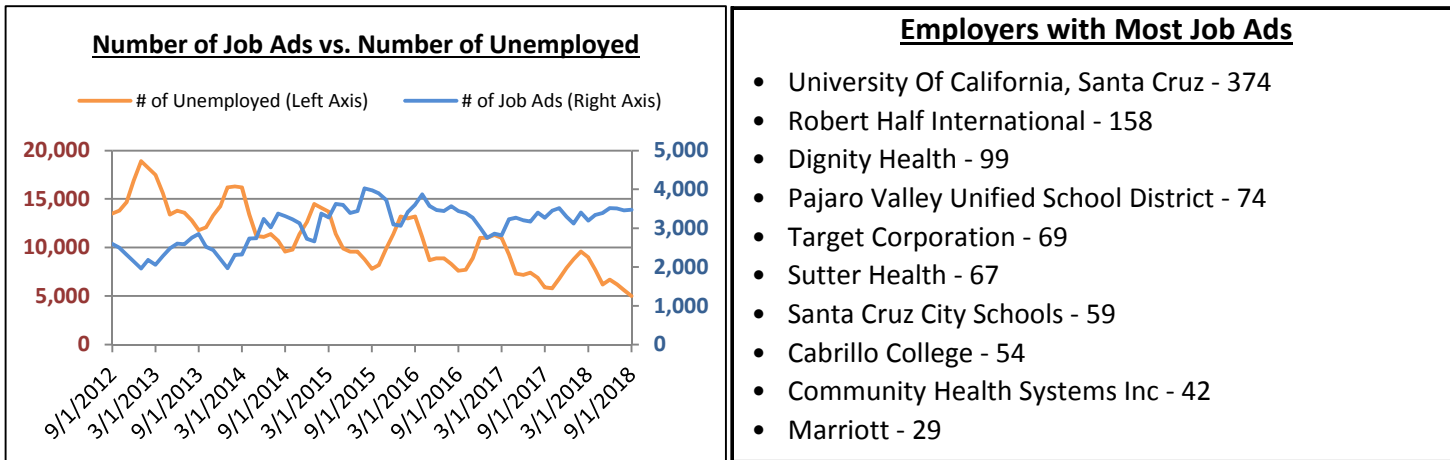 Number of Job Ads vs. Number of Unemployed
# of Unemployed (Left Axis)
# of Job Ads (Right Axis)
20,000
15,000
10,000
5,000
0
5,000
4,000
3,000
2,000
1,000
0
9/1/2012
3/1/2013
9/1/2013
3/1/2014
9/1/2014
3/1/2015
9/1/2015
3/1/2016
9/1/2016
3/1/2017
9/1/2017
3/1/2018
9/1/2018
Employers with Most Job Ads
• University Of California, Santa Cruz - 374
• Robert Half International - 158
• Dignity Health - 99
• Pajaro Valley Unified School District - 74
• Target Corporation - 69
• Sutter Health - 67
• Santa Cruz City Schools - 59
• Cabrillo College - 54
• Community Health Systems Inc - 42
• Marriott - 29